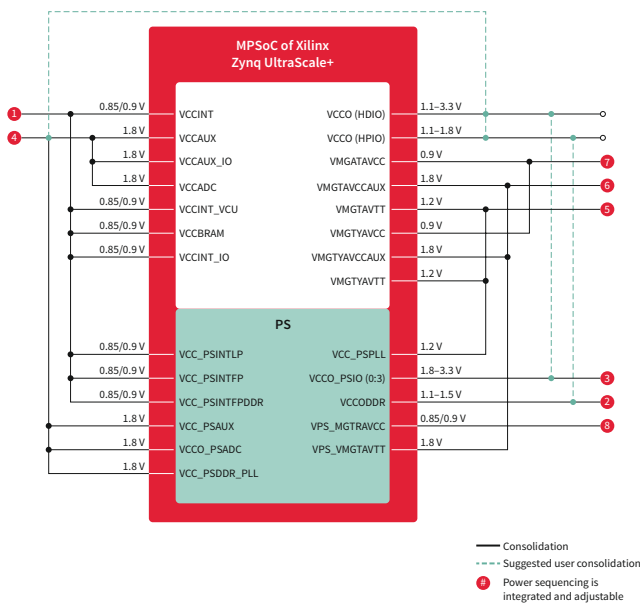 MPSoC of Xilinx
Zynq UltraScale+
1
0.85/0.9 V
VCCINT
VCCO (HDIO)
1.1–3.3 V
4
1.8 V
VCCAUX
VCCO (HPIO)
1.1–1.8 V
1.8 V
VCCAUX_IO
VMGATAVCC
0.9 V
7
1.8 V
VCCADC
VMGTAVCCAUX
1.8 V
6
0.85/0.9 V
VCCINT_VCU
VMGTAVTT
1.2 V
5
0.85/0.9 V
VCCBRAM
VMGTYAVCC
0.9 V
0.85/0.9 V
VCCINT_IO
VMGTYAVCCAUX
1.8 V
VMGTYAVTT
1.2 V
PS
0.85/0.9 V
VCC_PSINTLP
VCC_PSPLL
1.2 V
0.85/0.9 V
VCC_PSINTFP
VCCO_PSIO (0:3)
1.8–3.3 V
3
0.85/0.9 V
VCC_PSINTFPDDR
VCCODDR
1.1–1.5 V
2
1.8 V
VCC_PSAUX
VPS_MGTRAVCC
0.85/0.9 V
8
1.8 V
VCCO_PSADC
VPS_VMGTAVTT
1.8 V
1.8 V
VCC_PSDDR_PLL
Consolidation
Suggested user consolidation
# Power sequencing is
integrated and adjustable